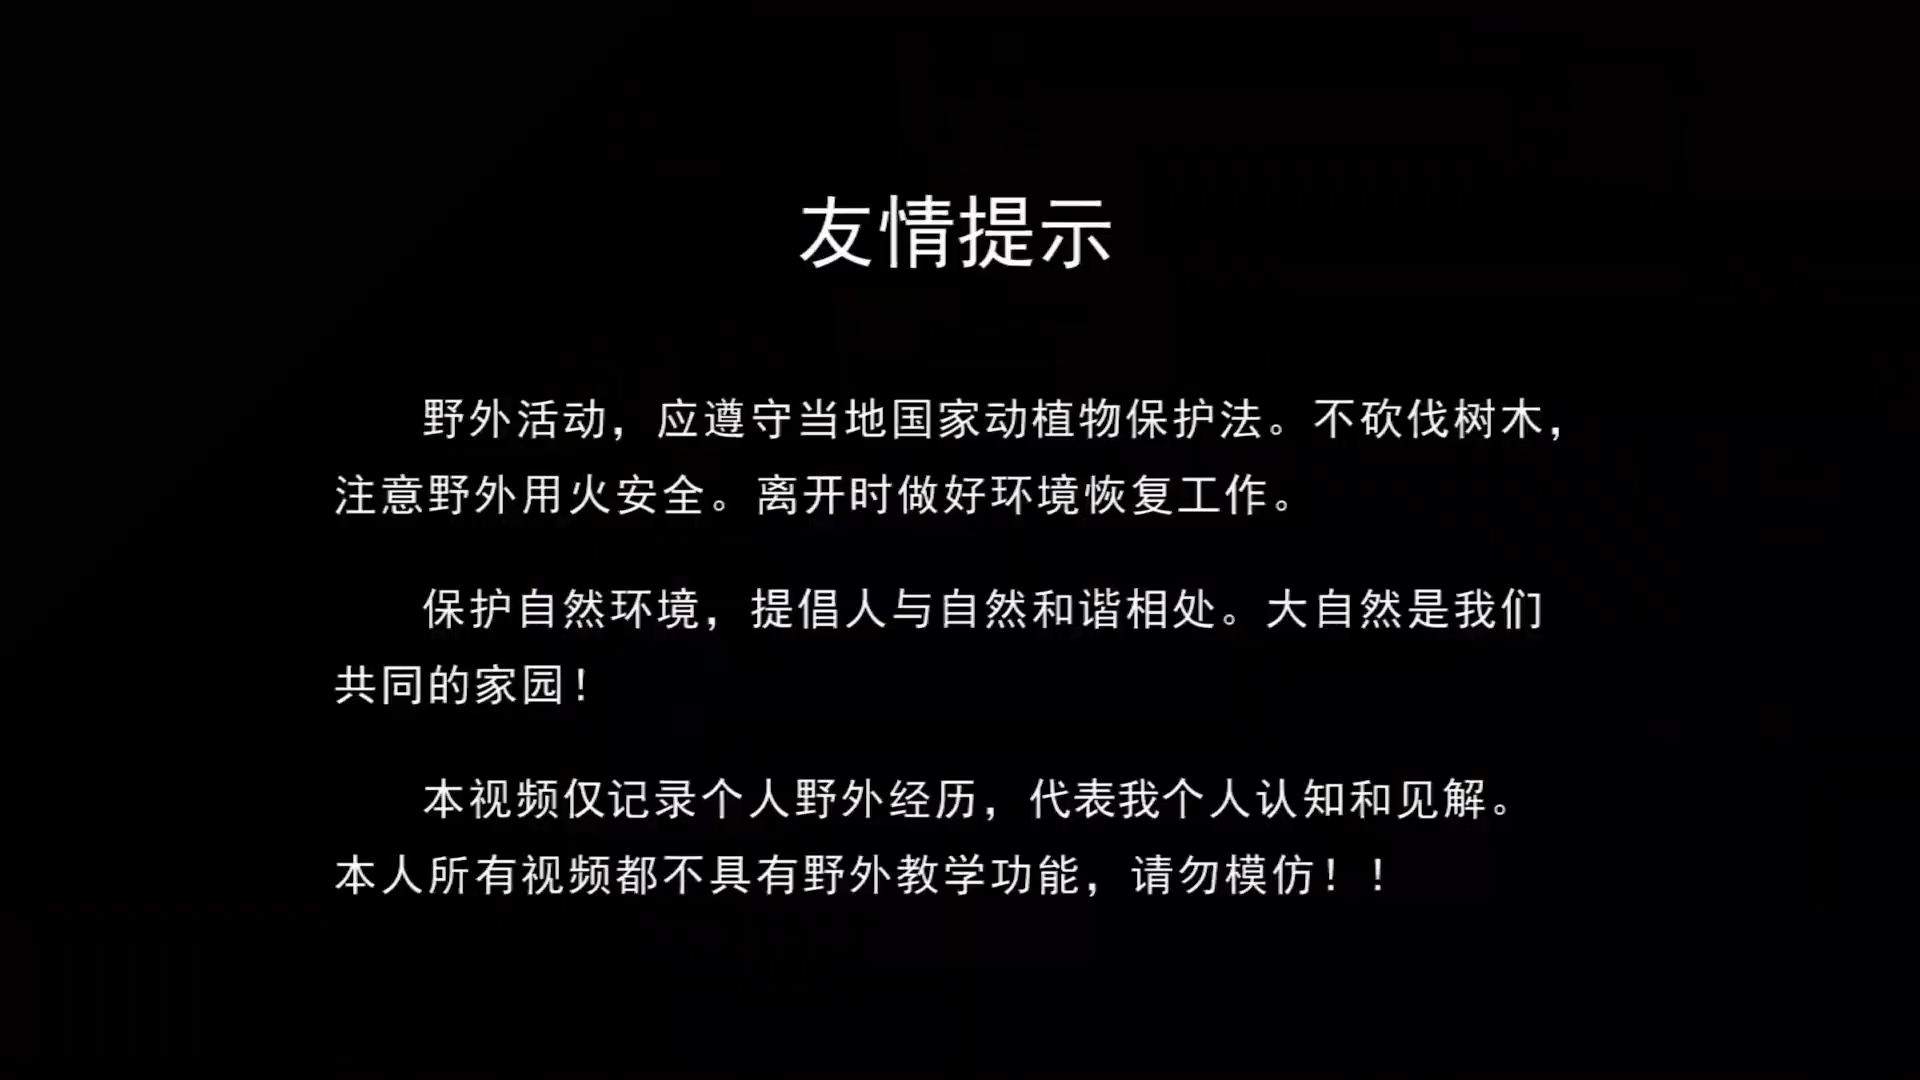 友情提示
野外活动，应遵守当地国家动植物保护法。不砍伐树木，
注意野外用火安全。离开时做好环境恢复工作。
保护自然环境，提倡人与自然和谐相处。大自然是我们
共同的家园！
本视频仅记录个人野外经历，代表我个人认知和见解。
本人所有视频都不具有野外教学功能，请勿模仿！！